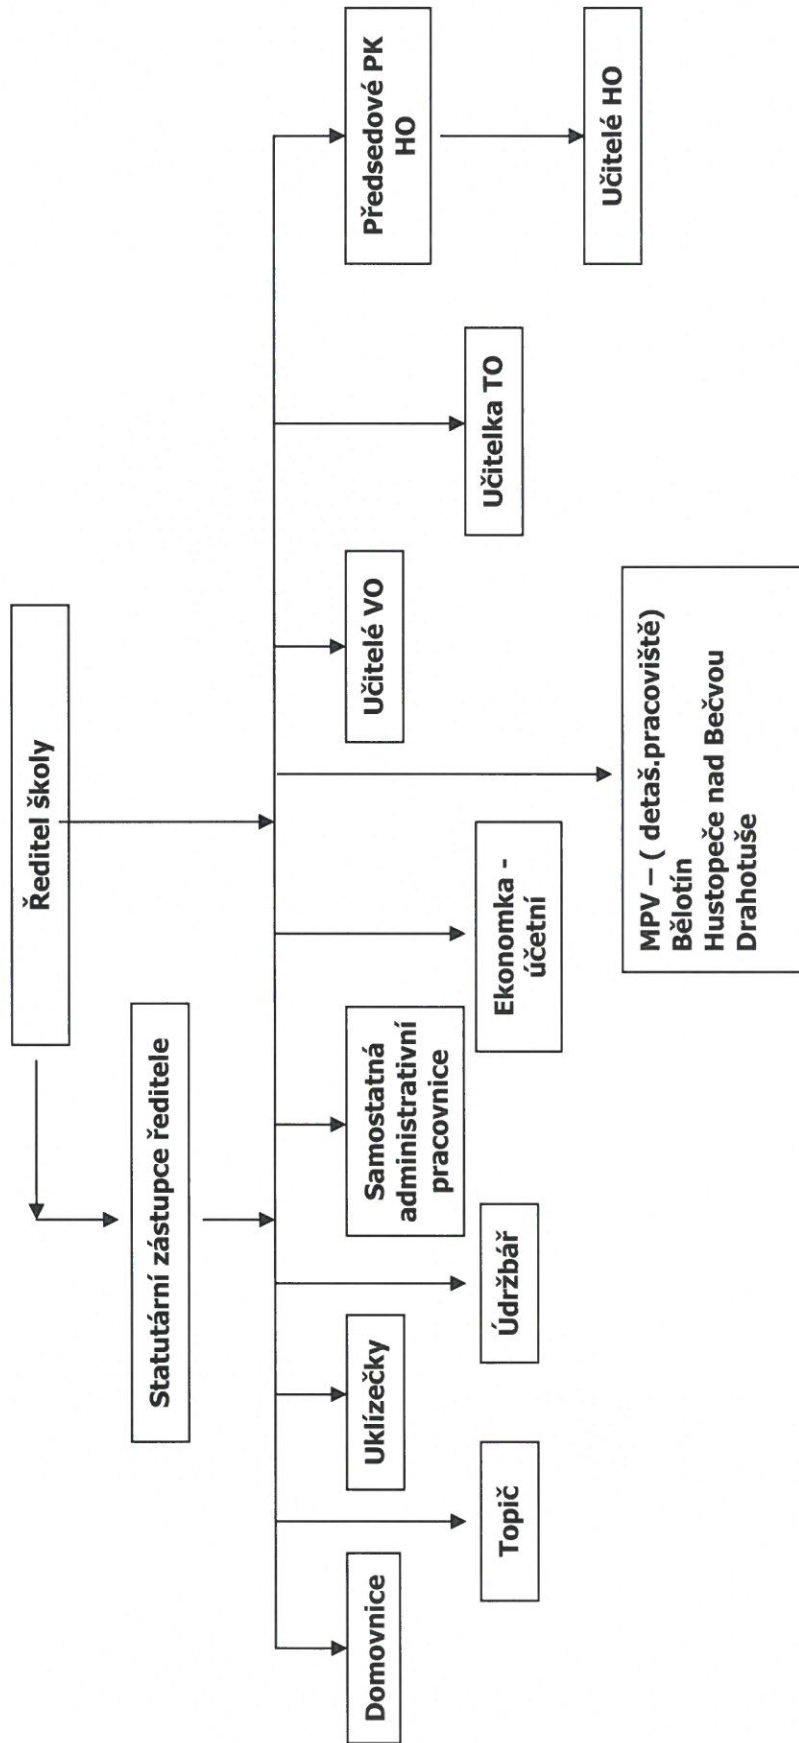 Ředitel školy
Statutární zástupce ředitele
Domovnice
Uklízečky
Samostatná
administrativní
pracovnice
Učitelé VO
Předsedové PK
HO
Topič
Údržbář
Ekonomka -
účetní
Učitelka TO
Učitelé HO
MPV – ( detaš.pracoviště)
Bělotín
Hustopeče nad Bečvou
Drahotuše